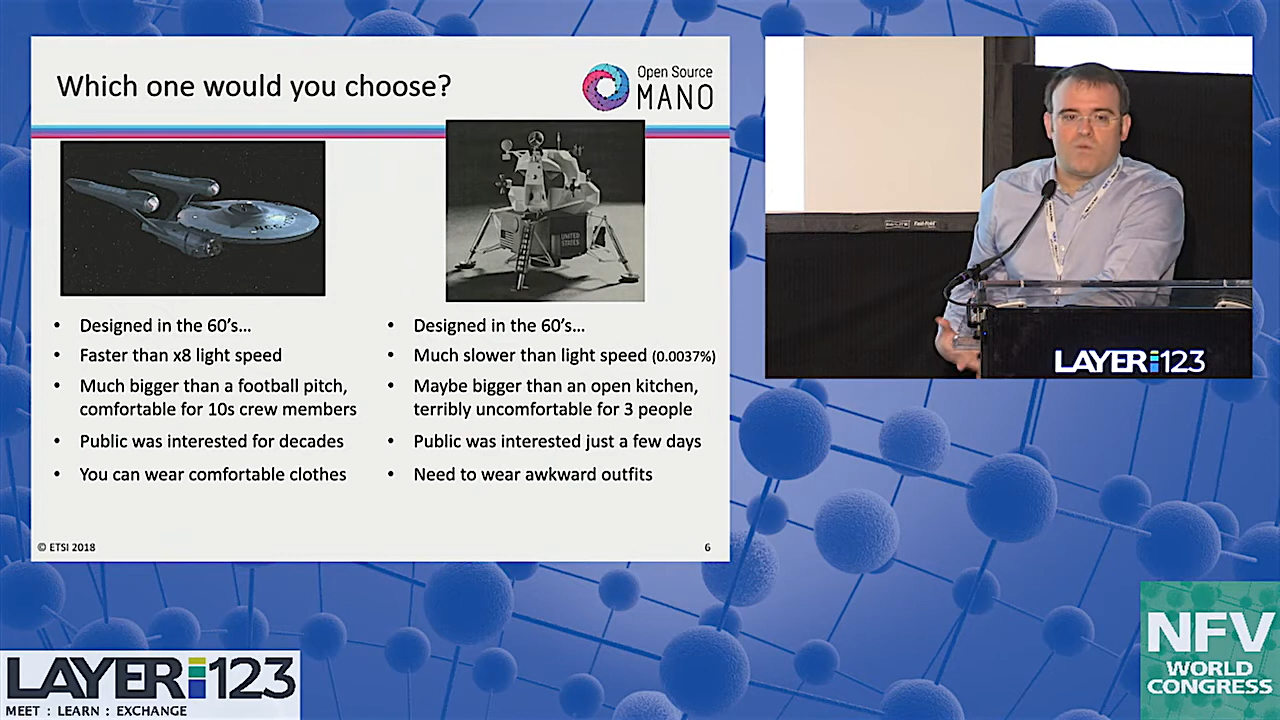 Which one would you choose?
Open Source
MANO
UNITED
STATES
• Designed in the 60's...
• Faster than x8 light speed
• Much bigger than a football pitch,
comfortable for 10s crew members
• Public was interested for decades
• You can wear comfortable clothes
• Designed in the 60's...
• Much slower than light speed (0.0037%)
• Maybe bigger than an open kitchen,
terribly uncomfortable for 3 people
• Public was interested just a few days
• Need to wear awkward outfits
© ETSI 2018
6
Fast-Fold
LAYER123
LAYER123
MEET : LEARN : EXCHANGE
NFV
WORLD
CONGRESS